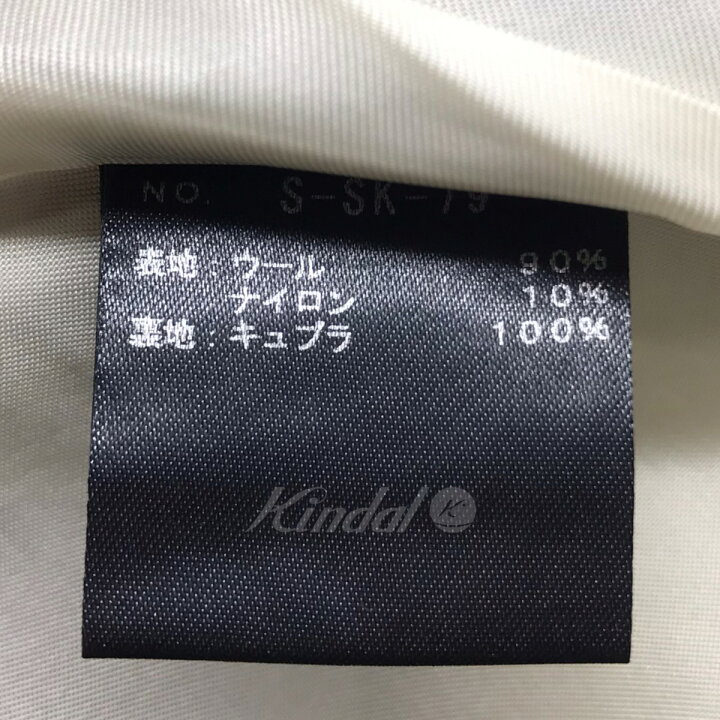 NO. S-SK-79
表地：ウール 90%
ナイロン 10%
裏地：キュプラ 100%
Kindal K